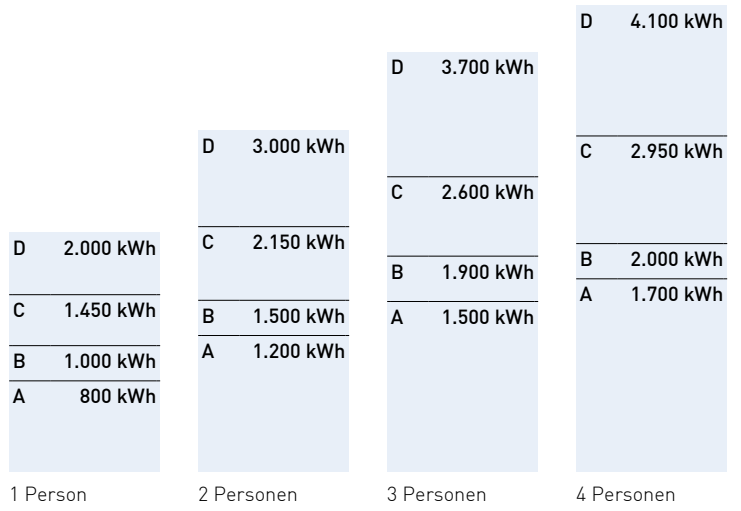 D 2.000 kWh
C 1.450 kWh
B 1.000 kWh
A 800 kWh
1 Person
D 3.000 kWh
C 2.150 kWh
B 1.500 kWh
A 1.200 kWh
2 Personen
D 3.700 kWh
C 2.600 kWh
B 1.900 kWh
A 1.500 kWh
3 Personen
D 4.100 kWh
C 2.950 kWh
B 2.000 kWh
A 1.700 kWh
4 Personen